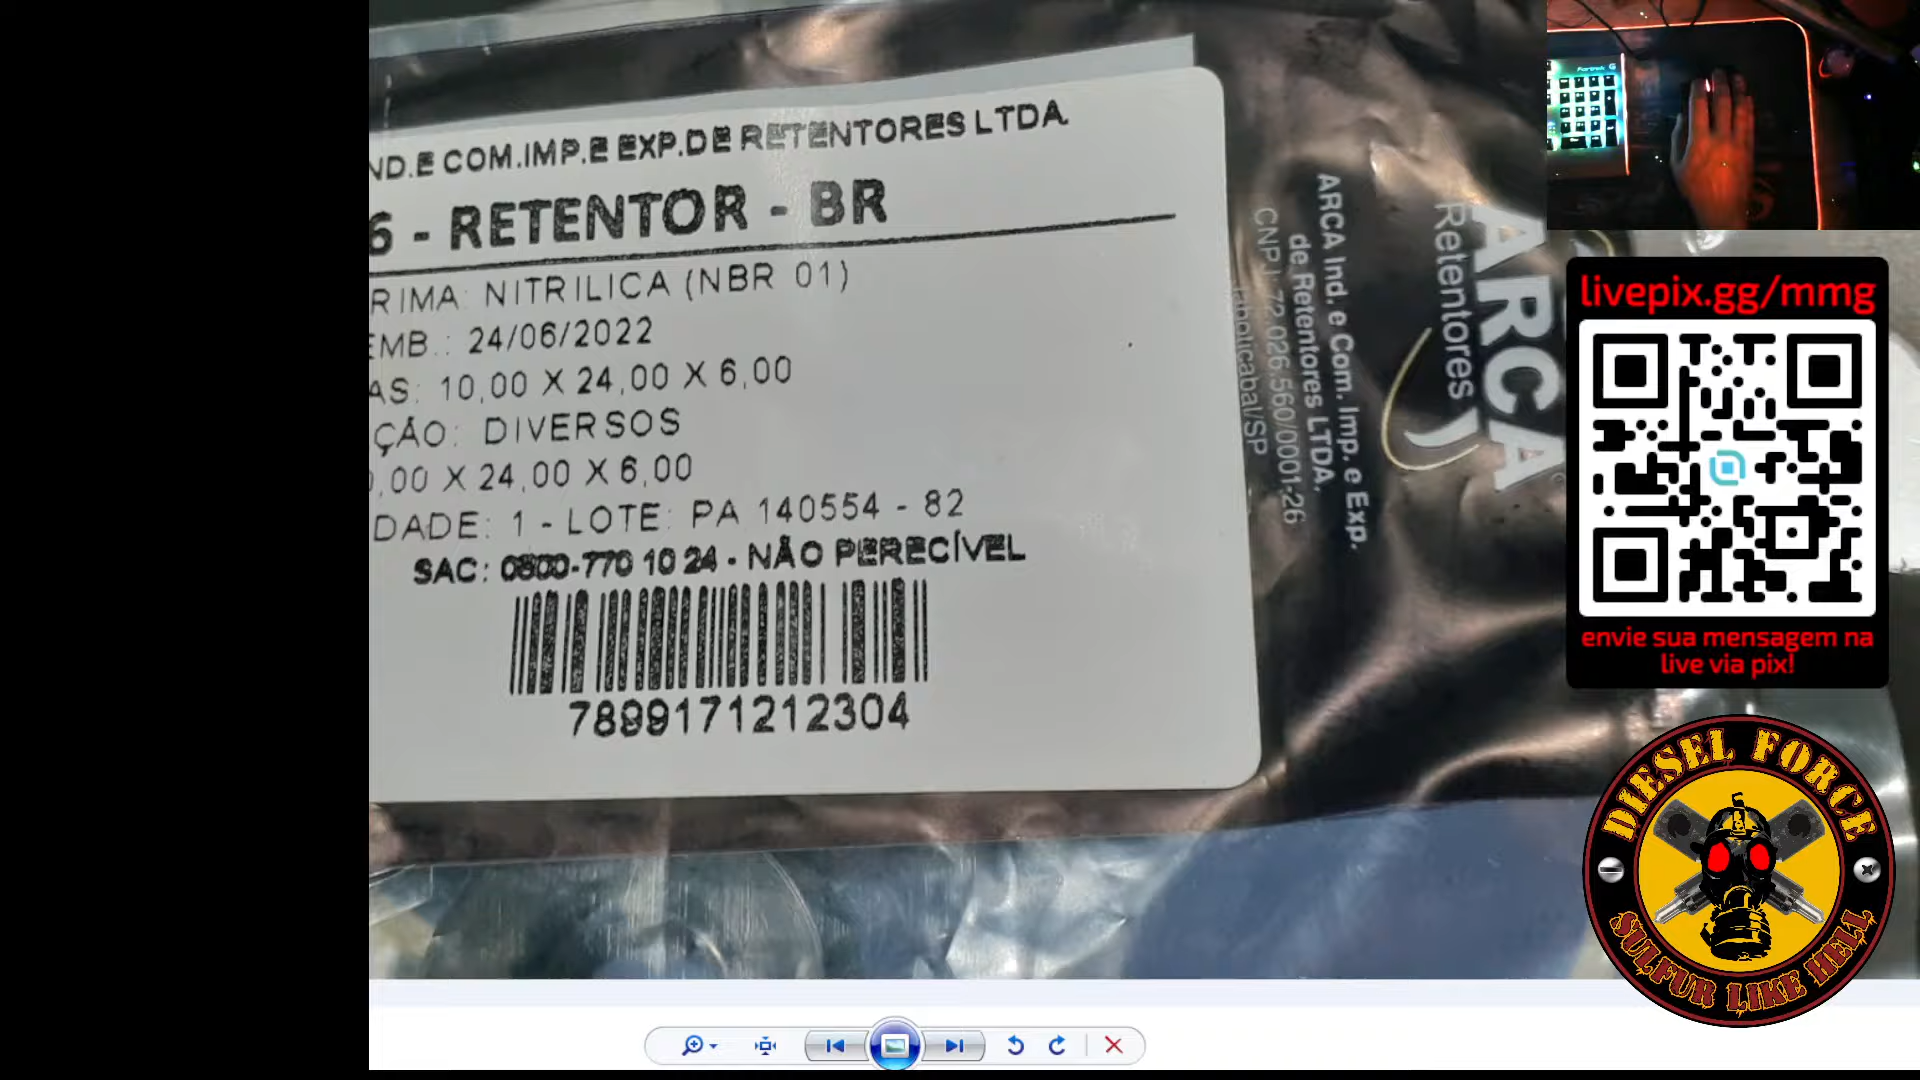 ND.E COM.IMP.E EXP.DE RETENTORES LTDA.
6 - RETENTOR - BR
RIMA: NITRILICA (NBR 01)
EMB.: 24/06/2022
AS: 10,00 X 24,00 X 6,00
ÇÃO: DIVERSOS
0,00 X 24,00 X 6,00
DADE: 1 - LOTE: PA 140554 - 82
SAC: 0800-770 10 24 - NÃO PERECÍVEL
7899171212304
ARCA
Retentores
ARCA Ind. e Com. Imp. e Exp.
de Retentores LTDA.
CNPJ 72.026.560/0001-26
livepix.gg/mmg
envie sua mensagem na
live via pix!
DIESEL FORCE
SULFUR LIKE HELL